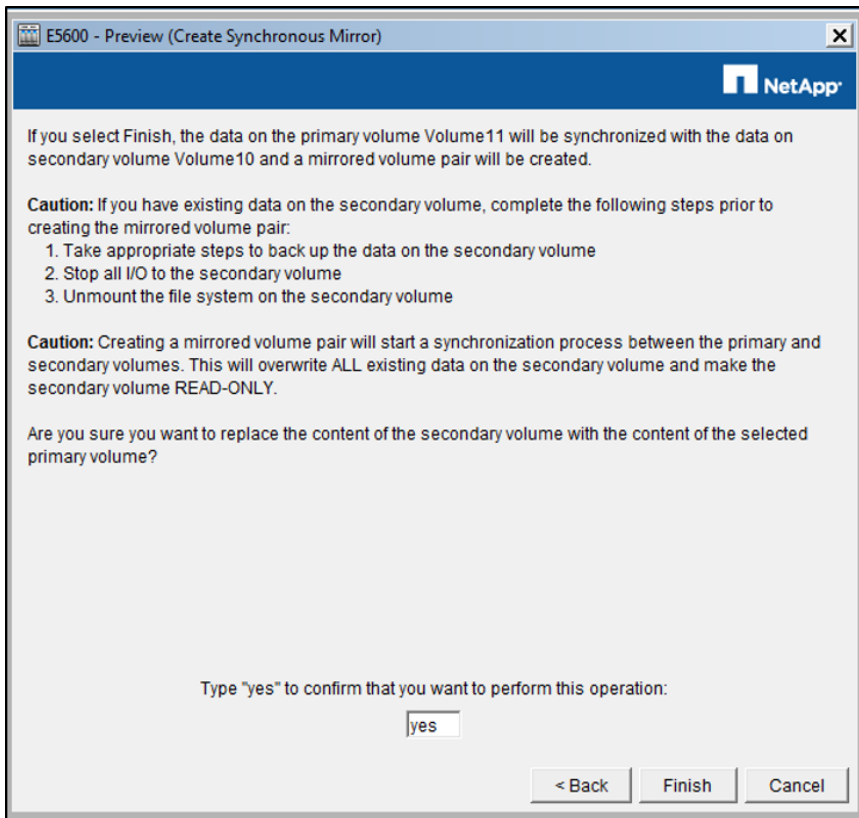 E5600 - Preview (Create Synchronous Mirror)
NetApp
If you select Finish, the data on the primary volume Volume11 will be synchronized with the data on
secondary volume Volume10 and a mirrored volume pair will be created.
Caution: If you have existing data on the secondary volume, complete the following steps prior to
creating the mirrored volume pair:
1. Take appropriate steps to back up the data on the secondary volume
2. Stop all I/O to the secondary volume
3. Unmount the file system on the secondary volume
Caution: Creating a mirrored volume pair will start a synchronization process between the primary and
secondary volumes. This will overwrite ALL existing data on the secondary volume and make the
secondary volume READ-ONLY.
Are you sure you want to replace the content of the secondary volume with the content of the selected
primary volume?
Type "yes" to confirm that you want to perform this operation:
yes
< Back Finish Cancel